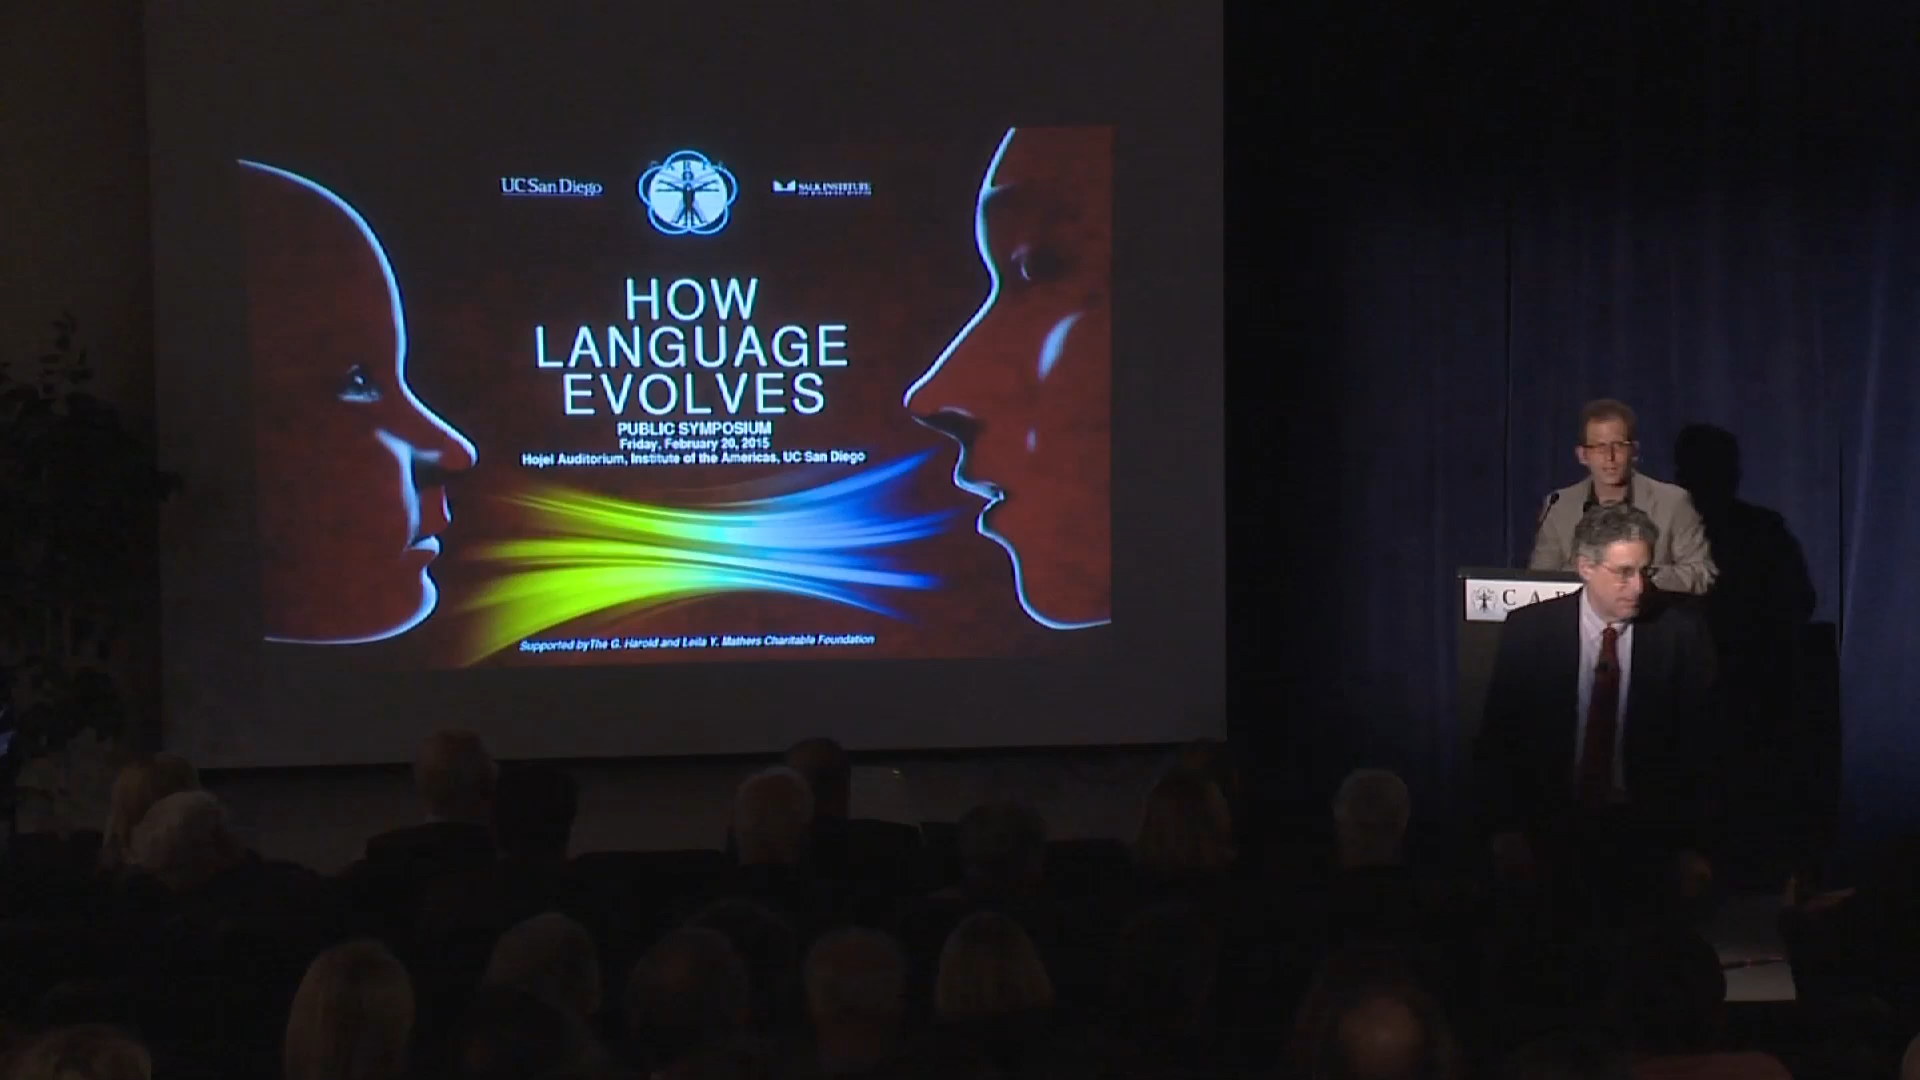 UC San Diego
SALK INSTITUTE
HOW
LANGUAGE
EVOLVES
PUBLIC SYMPOSIUM
Friday, February 20, 2015
Hojel Auditorium, Institute of the Americas, UC San Diego
Supported by The G. Harold and Leila Y. Mathers Charitable Foundation